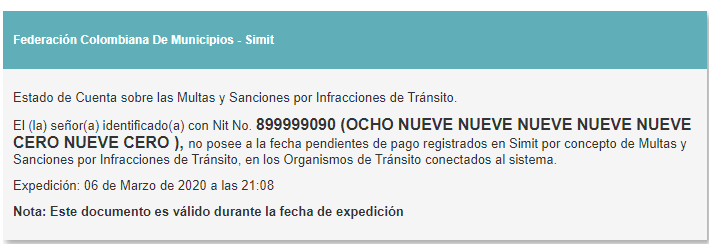 Federación Colombiana De Municipios - Simit
Estado de Cuenta sobre las Multas y Sanciones por Infracciones de Tránsito.
El (la) señor(a) identificado(a) con Nit No. 899999090 (OCHO NUEVE NUEVE NUEVE NUEVE NUEVE
CERO NUEVE CERO ), no posee a la fecha pendientes de pago registrados en Simit por concepto de Multas y
Sanciones por Infracciones de Tránsito, en los Organismos de Tránsito conectados al sistema.
Expedición: 06 de Marzo de 2020 a las 21:08
Nota: Este documento es válido durante la fecha de expedición